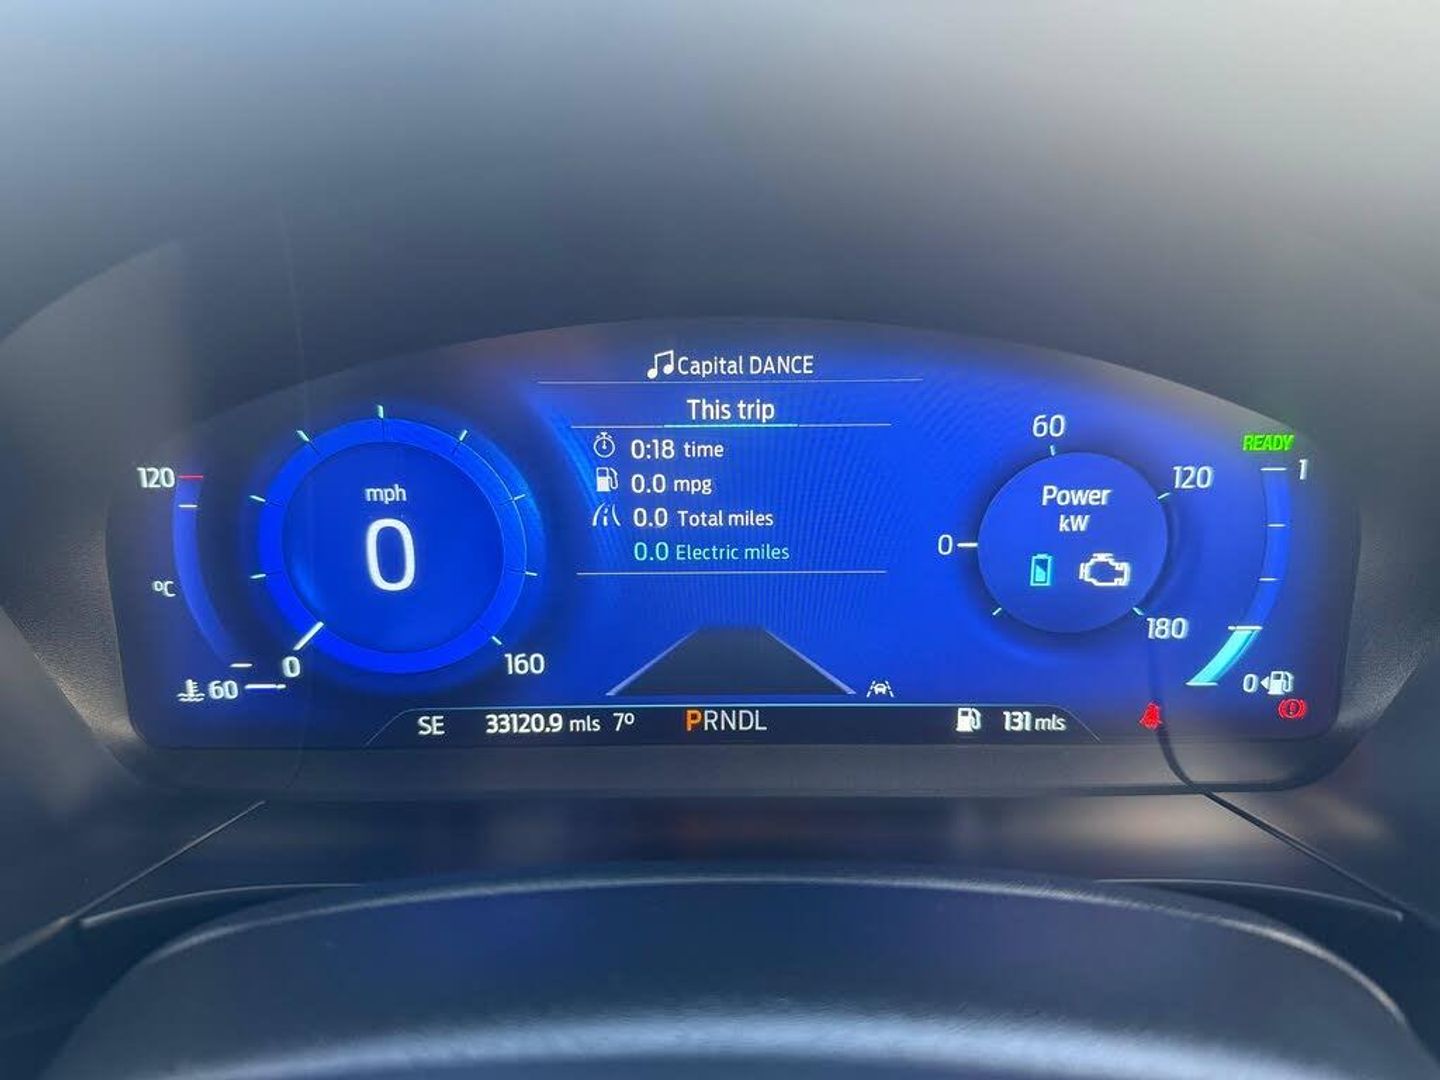 Capital DANCE
This trip
0:18 time
0.0 mpg
0.0 Total miles
0.0 Electric miles
mph
0
0
160
120
°C
60
Power
kW
0
60
120
180
READY
1
0
SE
33120.9 mls
7°
PRNDL
131 mls